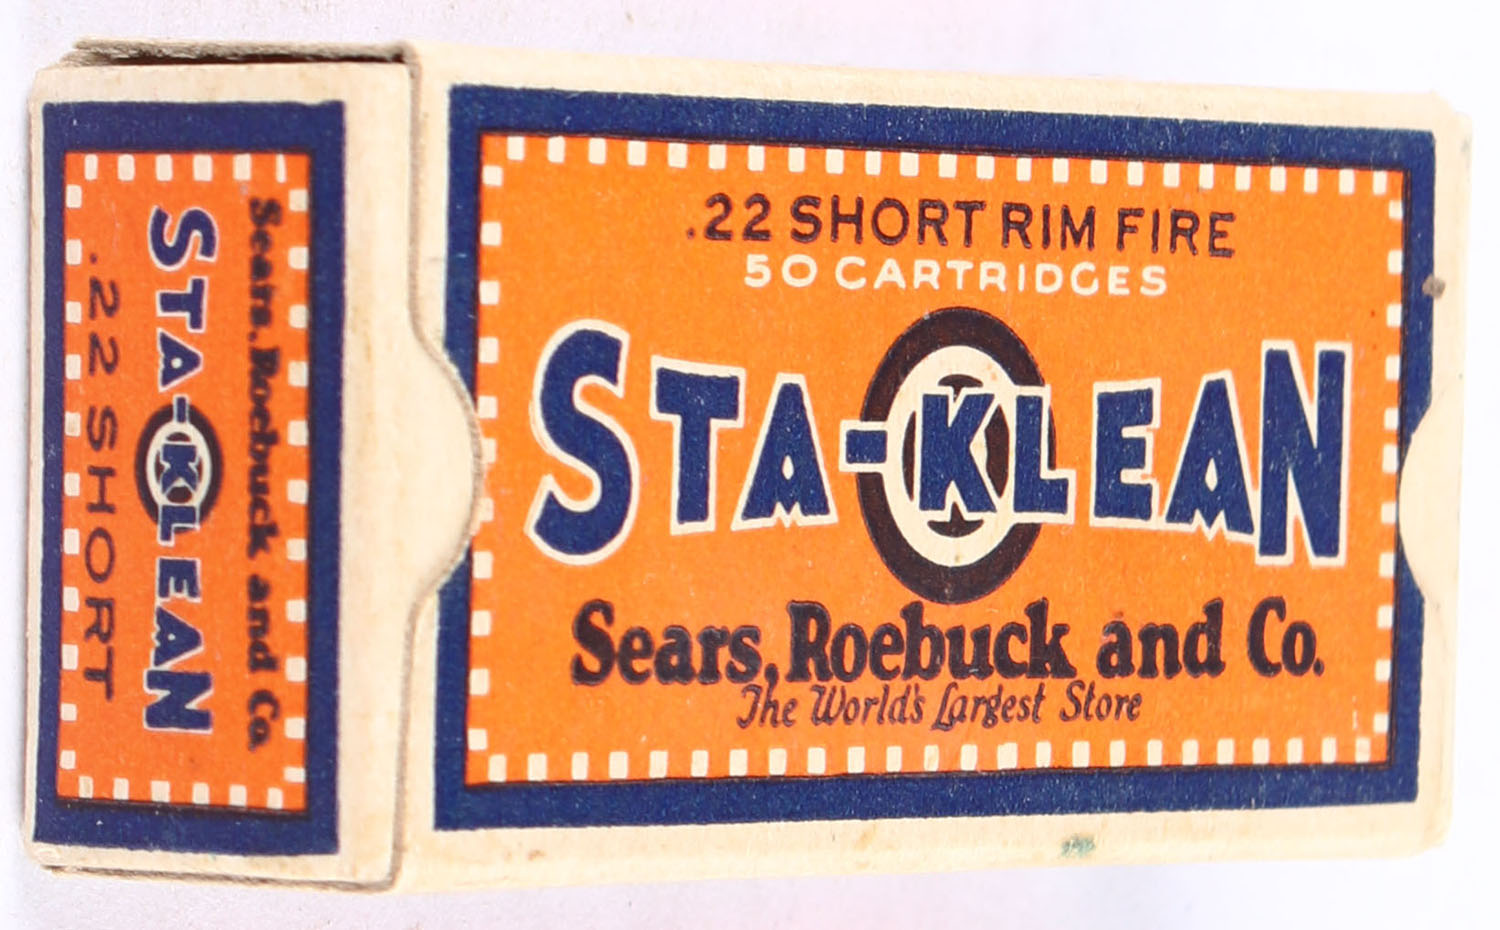 .22 SHORT RIM FIRE
50 CARTRIDGES
STA-KLEAN
Sears, Roebuck and Co.
The World's Largest Store
Sears, Roebuck and Co.
STA-KLEAN
.22 SHORT